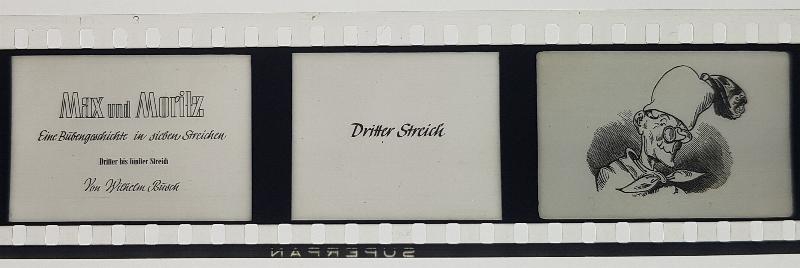 Max und Moritz
Eine Bubengeschichte in sieben Streichen
Dritter bis fünfter Streich
Von Wilhelm Busch
Dritter Streich
SUPERPAN